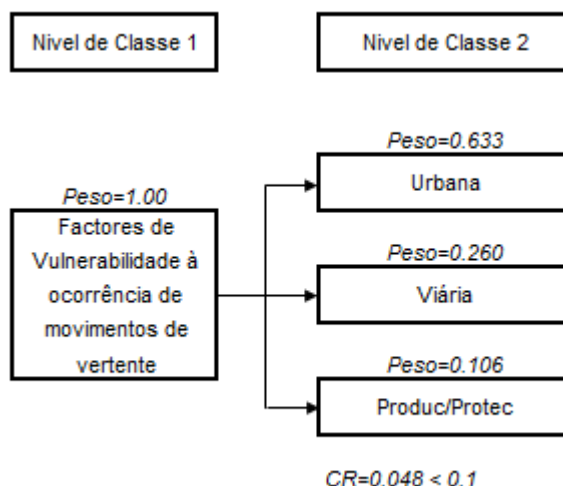 Nivel de Classe 1
Nivel de Classe 2
Peso=1.00
Factores de
Vulnerabilidade à
ocorrência de
movimentos de
vertente
Peso=0.633
Urbana
Peso=0.260
Viária
Peso=0.106
Produc/Protec
CR=0.048 < 0.1